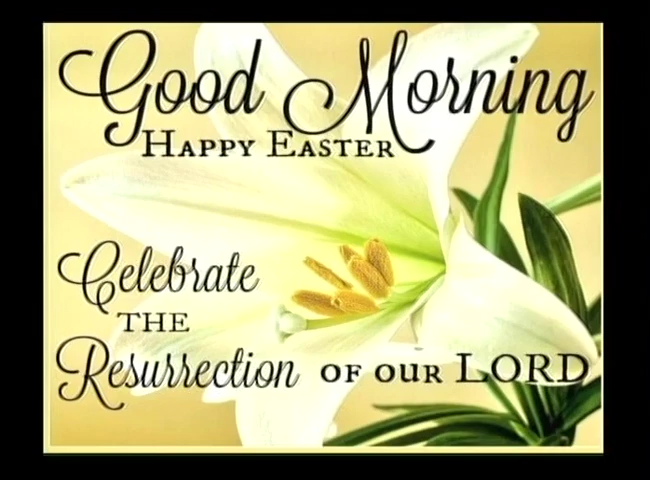 Good Morning
Happy Easter
Celebrate
THE
Resurrection OF OUR LORD